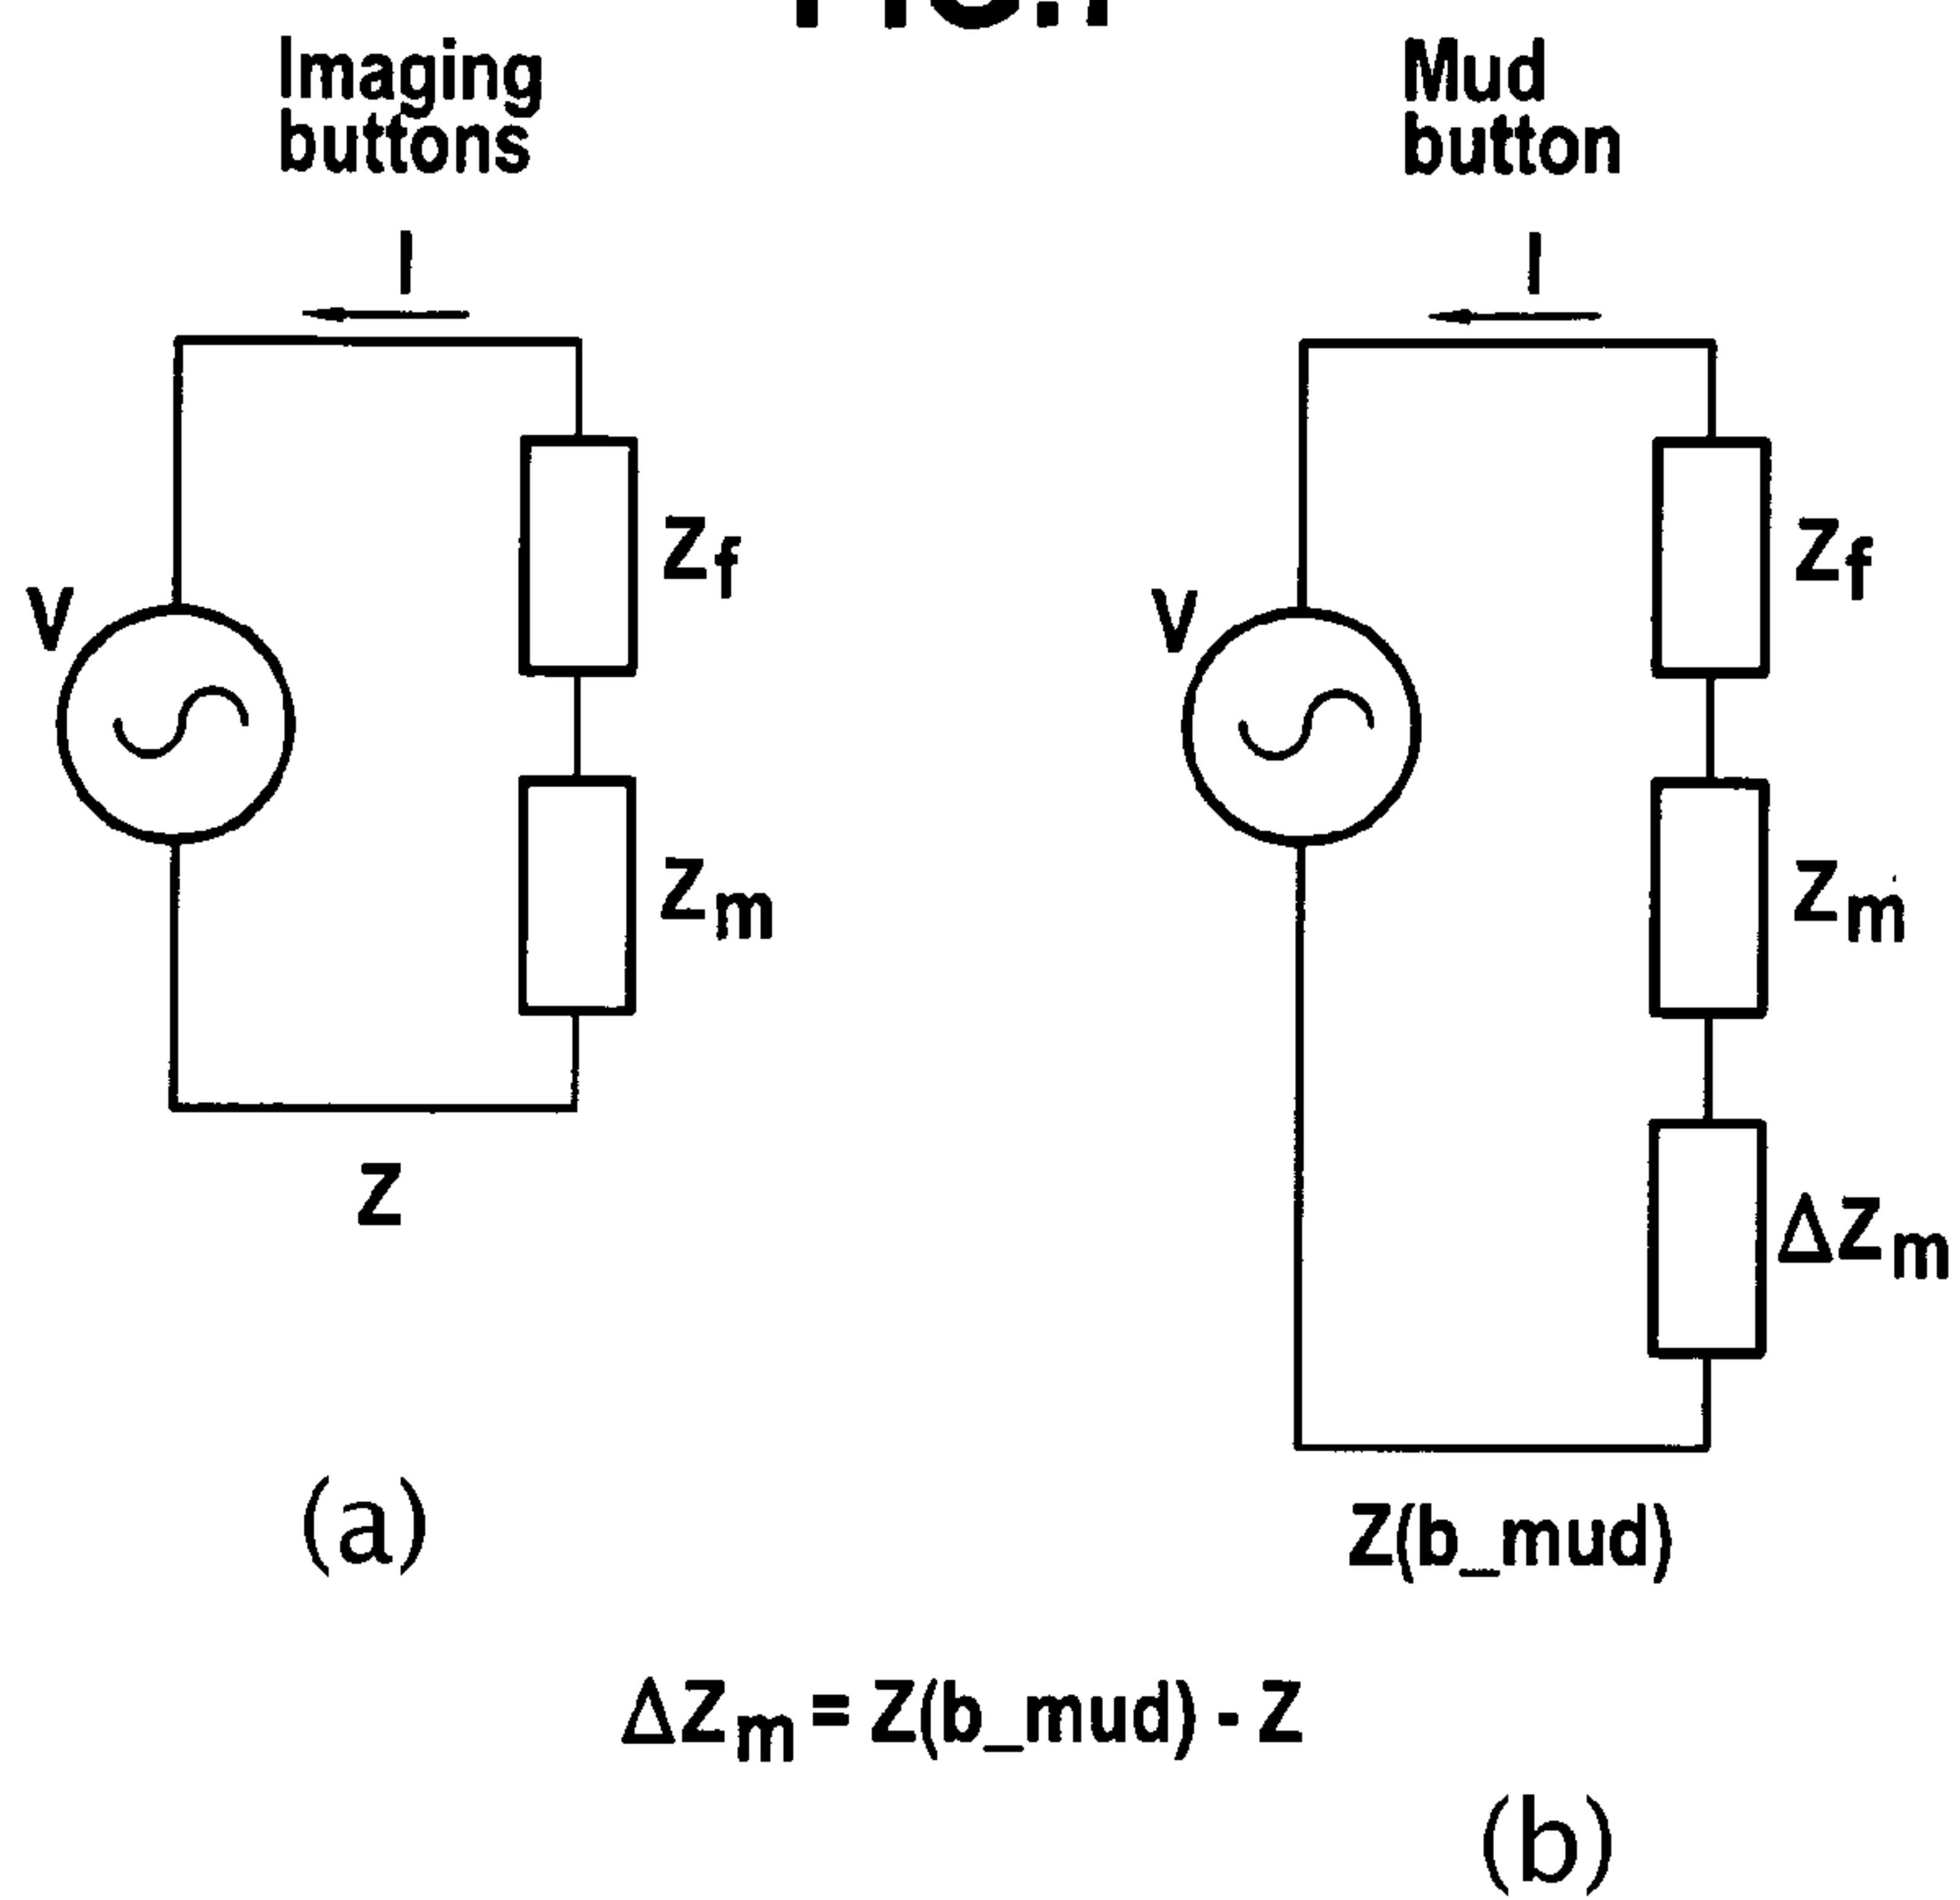 Imaging
buttons
I
V
Zf
Zm
Z
(a)
Mud
button
I
V
Zf
Zm
ΔZm
Z(b_mud)
ΔZm = Z(b_mud) - Z
(b)